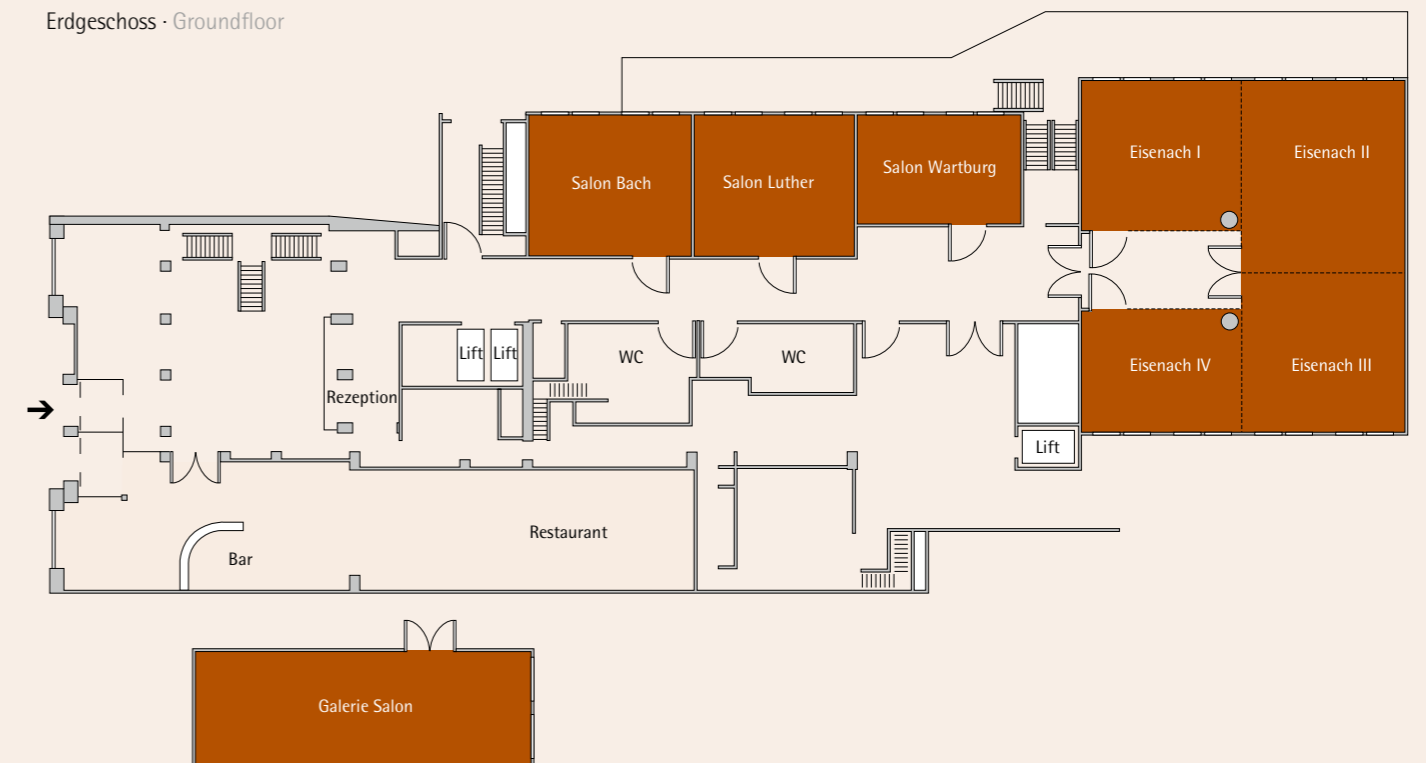 Erdgeschoss · Groundfloor
Eisenach I
Eisenach II
Salon Bach
Salon Luther
Salon Wartburg
Lift
Lift
WC
WC
Eisenach IV
Eisenach III
Rezeption
Lift
Restaurant
Bar
Galerie Salon